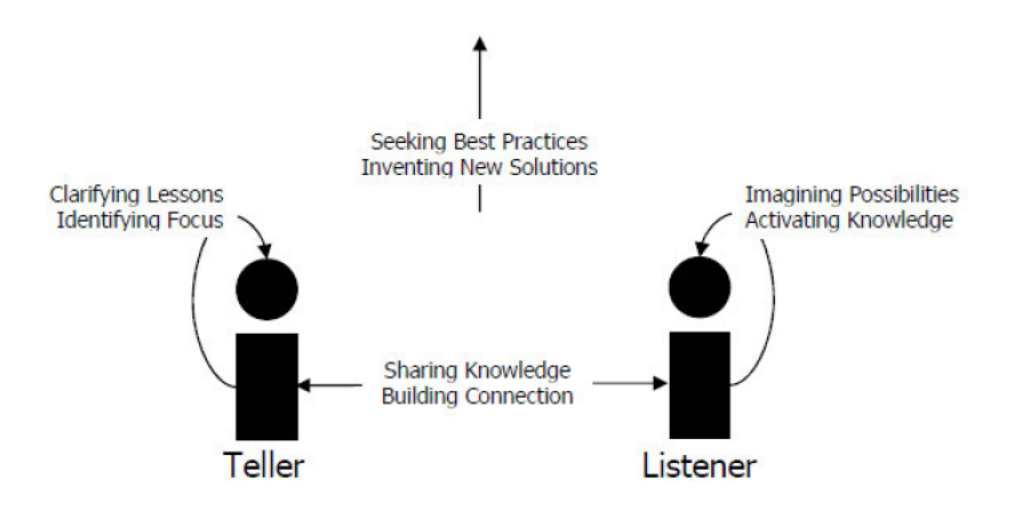 Seeking Best Practices
Inventing New Solutions
Clarifying Lessons
Identifying Focus
Imagining Possibilities
Activating Knowledge
Sharing Knowledge
Building Connection
Teller
Listener